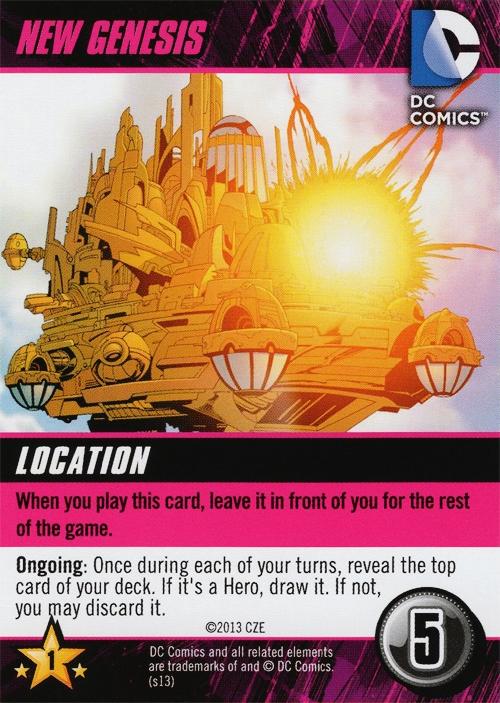 NEW GENESIS
DC
COMICS™
LOCATION
When you play this card, leave it in front of you for the rest
of the game.
Ongoing: Once during each of your turns, reveal the top
card of your deck. If it's a Hero, draw it. If not,
you may discard it.
©2013 CZE
1
DC Comics and all related elements
are trademarks of and © DC Comics.
(s13)
5